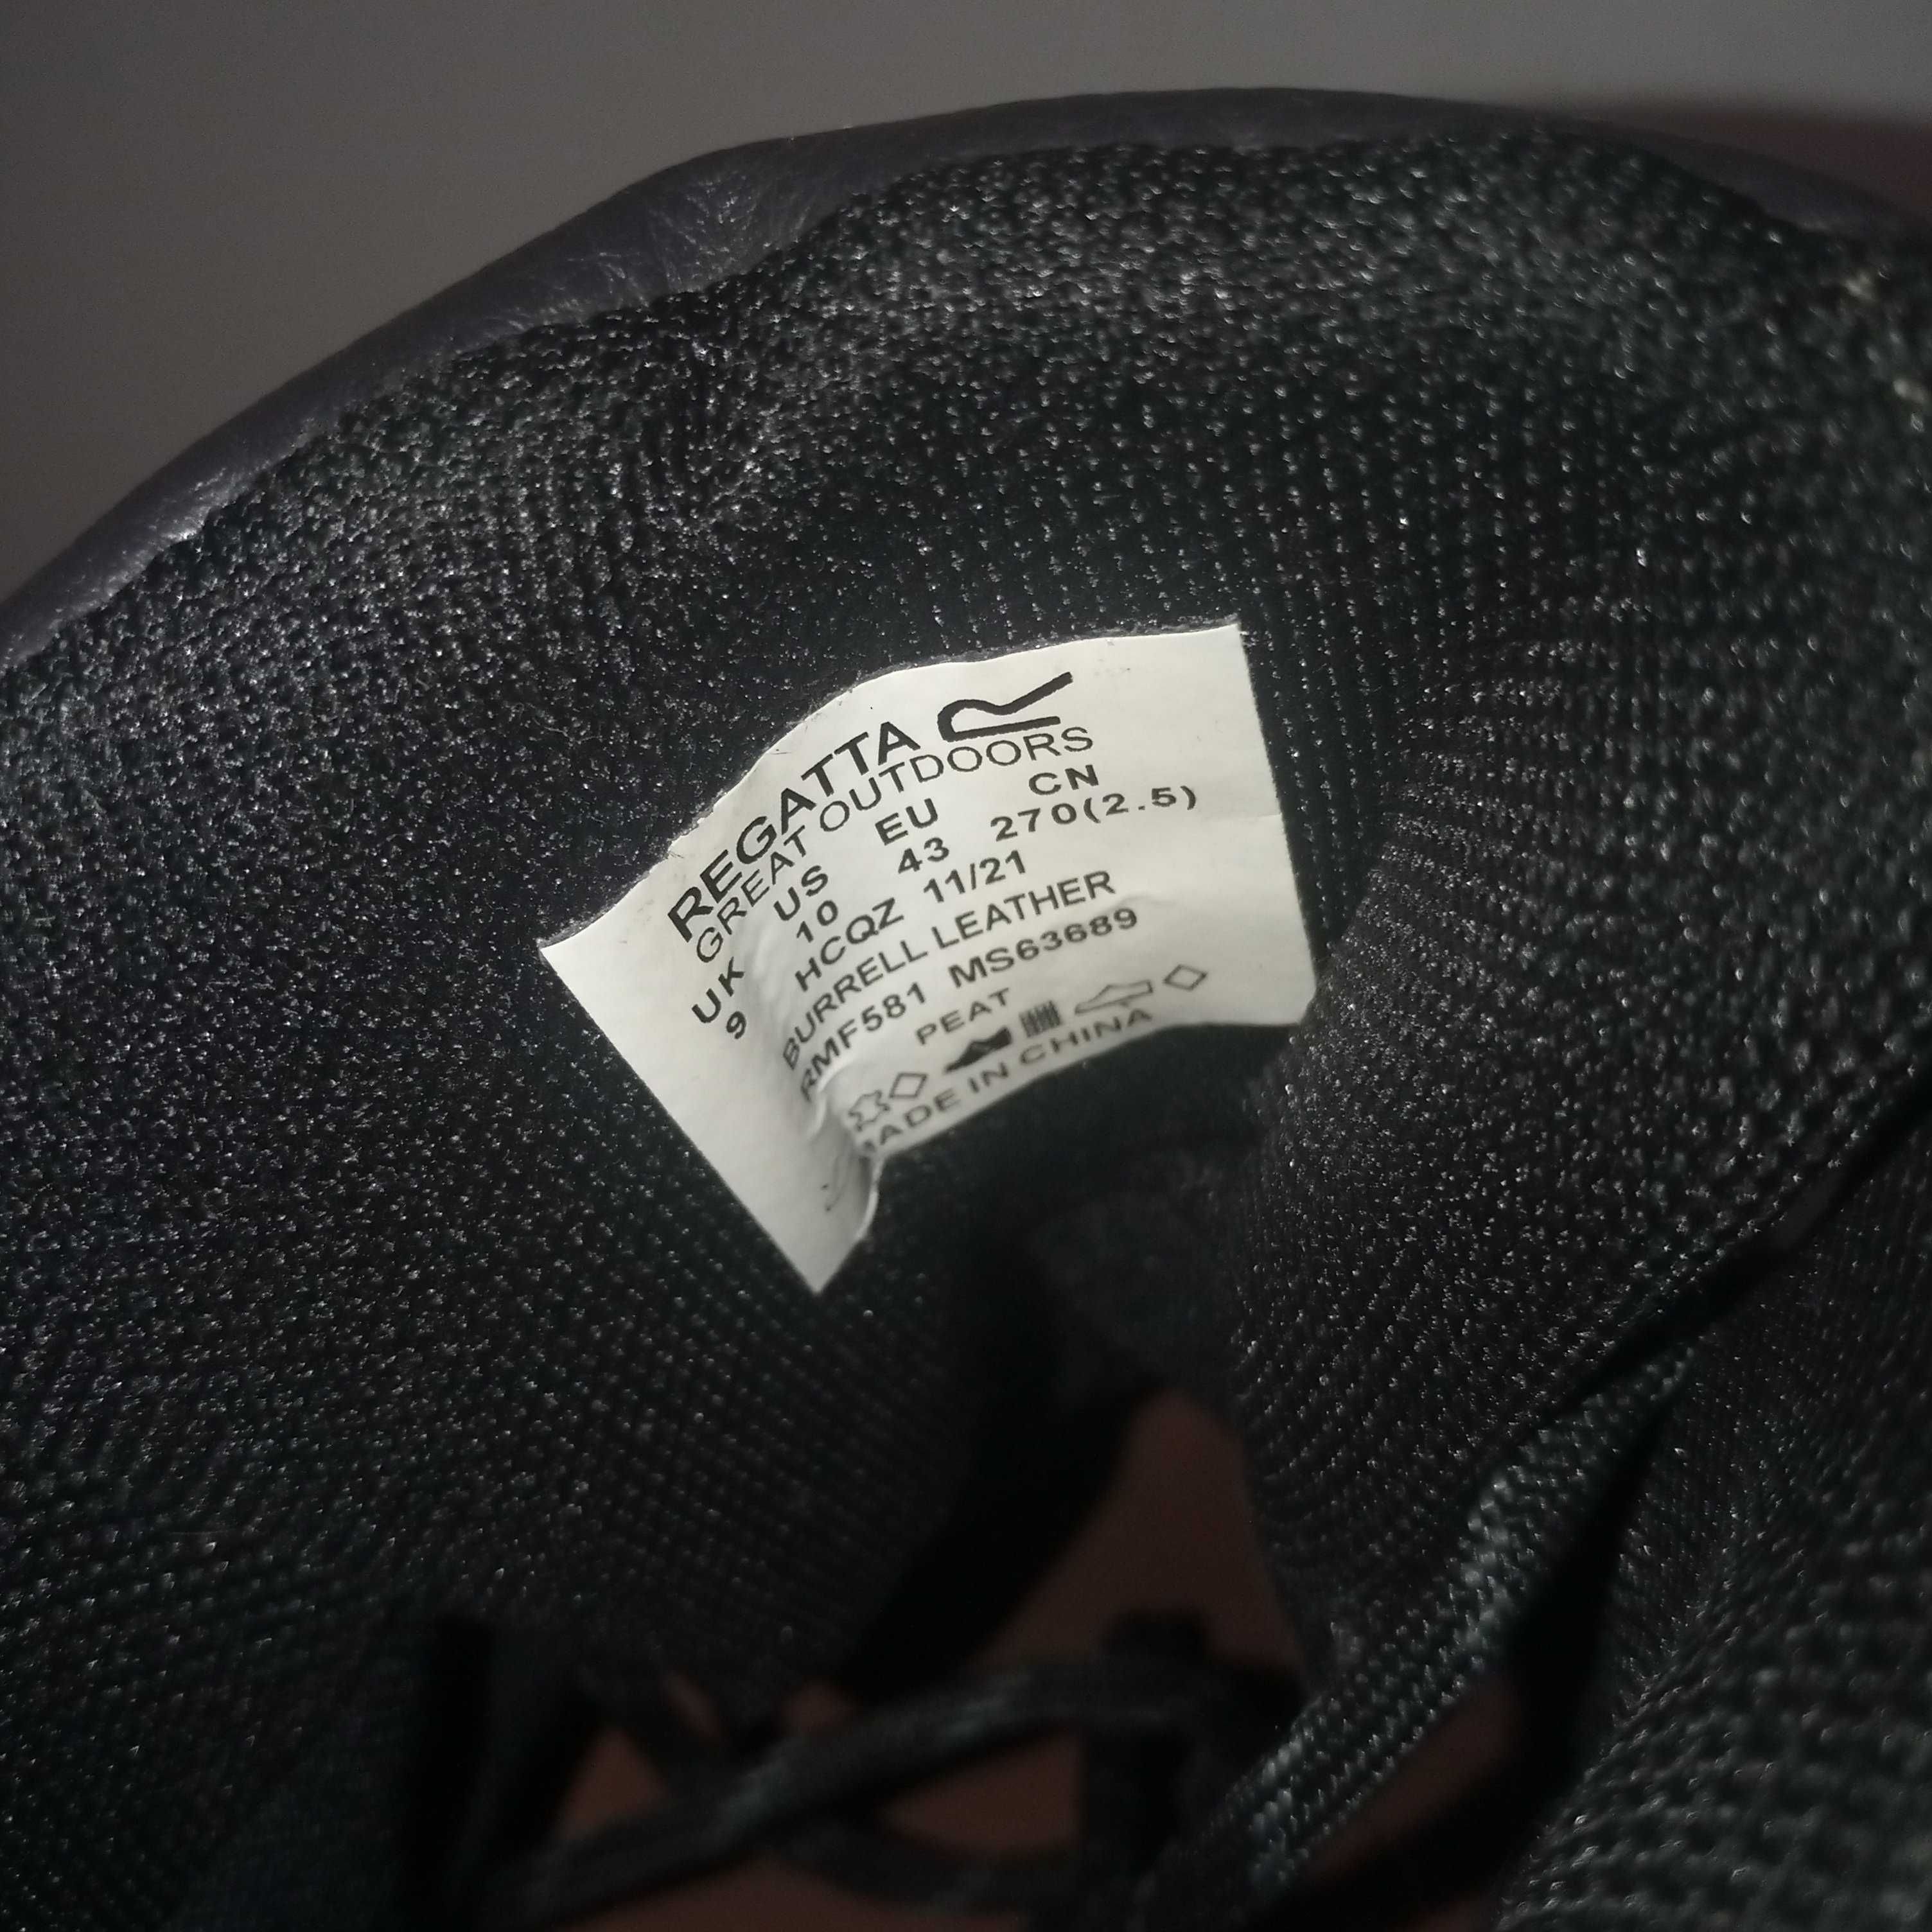 REGATTA
GREAT OUTDOORS
UK US EU CN
9 10 43 270(2.5)
HCQZ 11/21
BURRELL LEATHER
RMF581 MS63689
PEAT
MADE IN CHINA